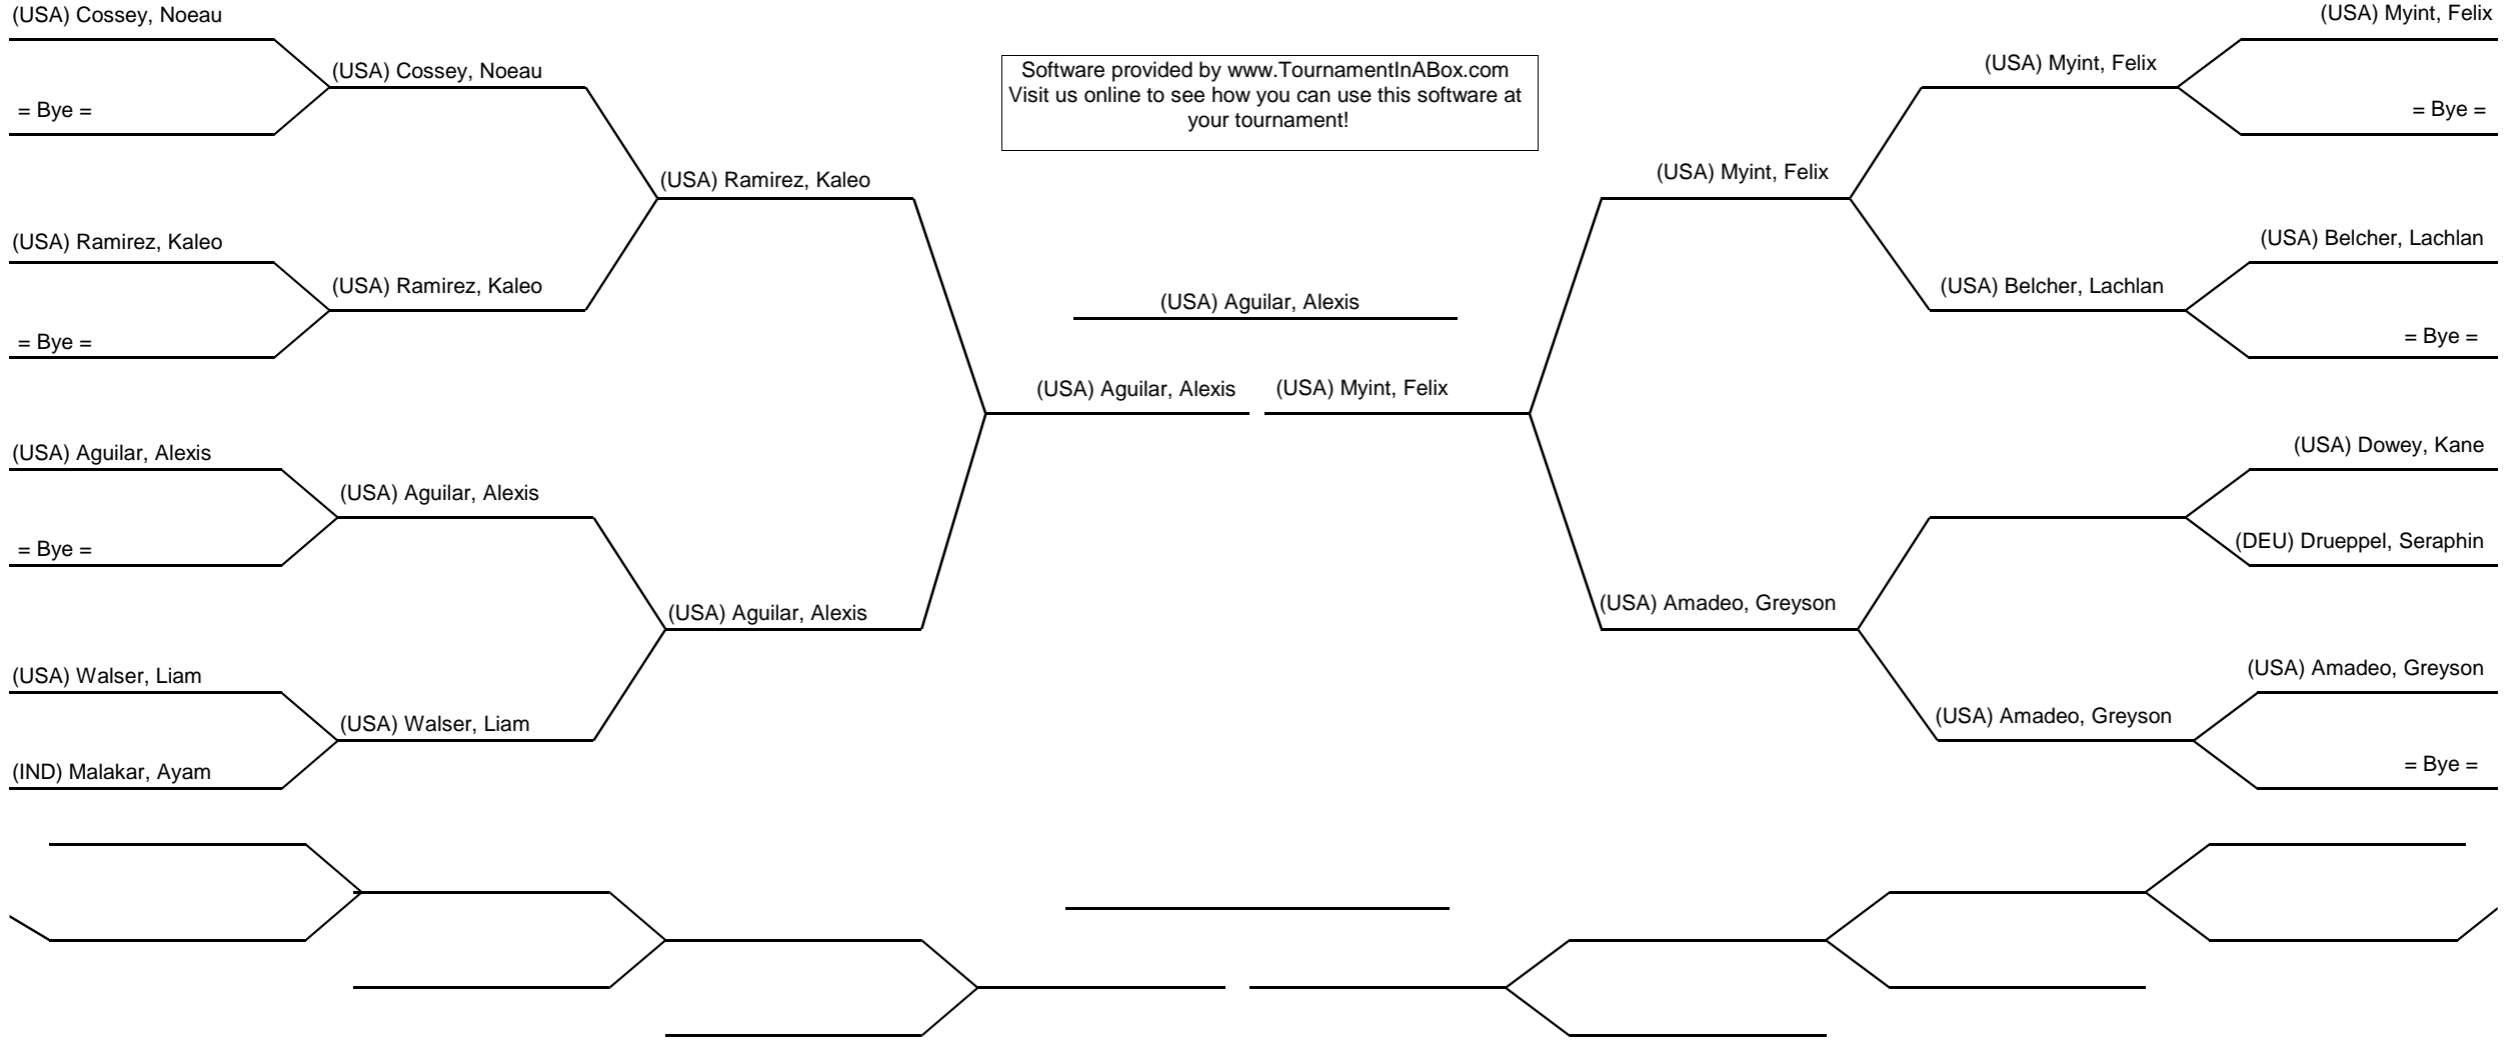 (USA) Cossey, Noeau
= Bye =
(USA) Ramirez, Kaleo
= Bye =
(USA) Aguilar, Alexis
= Bye =
(USA) Walser, Liam
(IND) Malakar, Ayam
(USA) Cossey, Noeau
(USA) Ramirez, Kaleo
(USA) Aguilar, Alexis
(USA) Walser, Liam
(USA) Ramirez, Kaleo
(USA) Aguilar, Alexis
Software provided by www.TournamentInABox.com
Visit us online to see how you can use this software at
your tournament!
(USA) Aguilar, Alexis
(USA) Aguilar, Alexis
(USA) Myint, Felix
(USA) Myint, Felix
(USA) Amadeo, Greyson
(USA) Myint, Felix
(USA) Belcher, Lachlan
(USA) Amadeo, Greyson
(USA) Myint, Felix
= Bye =
(USA) Belcher, Lachlan
= Bye =
(USA) Dowey, Kane
(DEU) Drueppel, Seraphin
(USA) Amadeo, Greyson
= Bye =